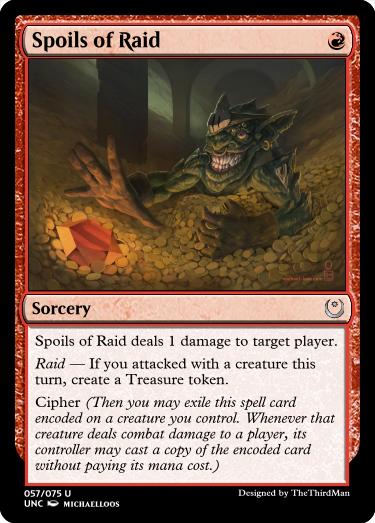 Spoils of Raid
Sorcery
Spoils of Raid deals 1 damage to target player.
Raid — If you attacked with a creature this
turn, create a Treasure token.
Cipher (Then you may exile this spell card
encoded on a creature you control. Whenever that
creature deals combat damage to a player, its
controller may cast a copy of the encoded card
without paying its mana cost.)
057/075 U
UNC MICHAELLOOS
Designed by TheThirdMan